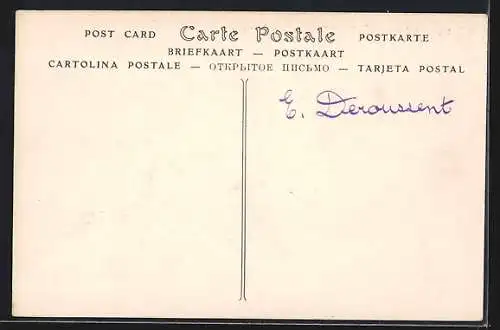 POST CARD Carte Postale POSTKARTE
BRIEFKAART — POSTKAART
CARTOLINA POSTALE — ОТКРЫТОЕ ПИСЬМО — TARJETA POSTAL
E. Deroussent